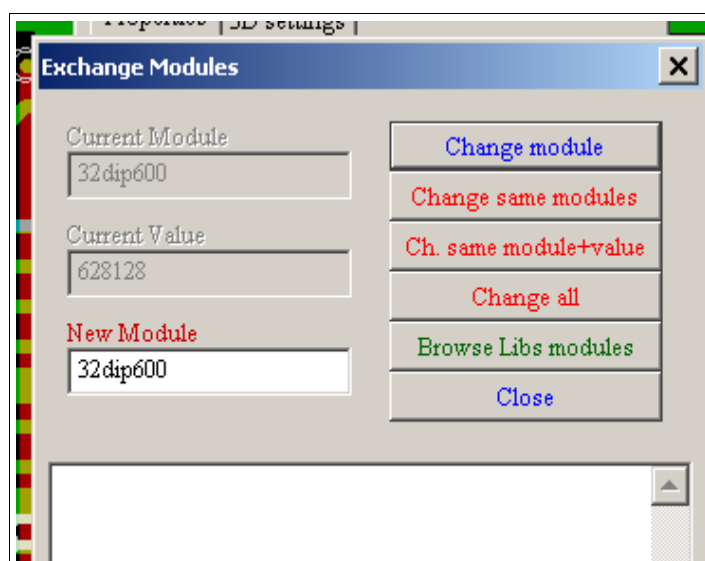 Properties 3D settings
Exchange Modules
Current Module
32dip600
Current Value
628128
New Module
32dip600
Change module
Change same modules
Ch. same module+value
Change all
Browse Libs modules
Close